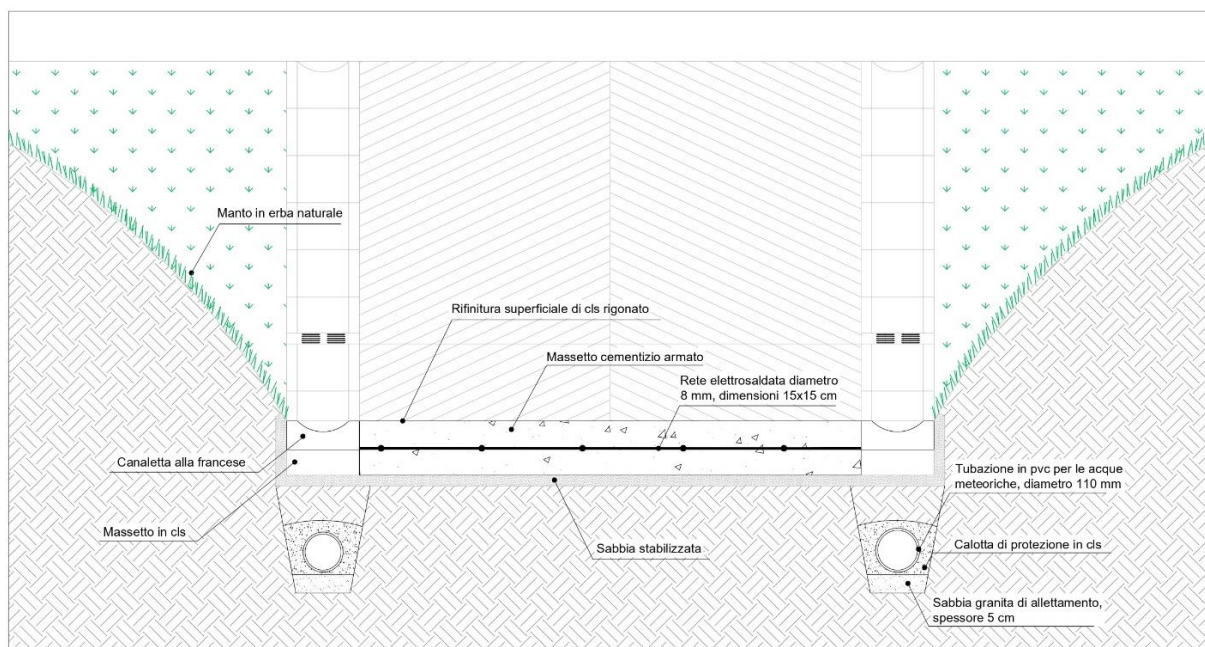 Manto in erba naturale
Rifinitura superficiale di cls rigonato
Massetto cementizio armato
Rete elettrosaldata diametro
8 mm, dimensioni 15x15 cm
Canaletta alla francese
Massetto in cls
Sabbia stabilizzata
Tubazione in pvc per le acque
meteoriche, diametro 110 mm
Calotta di protezione in cls
Sabbia granita di allettamento,
spessore 5 cm